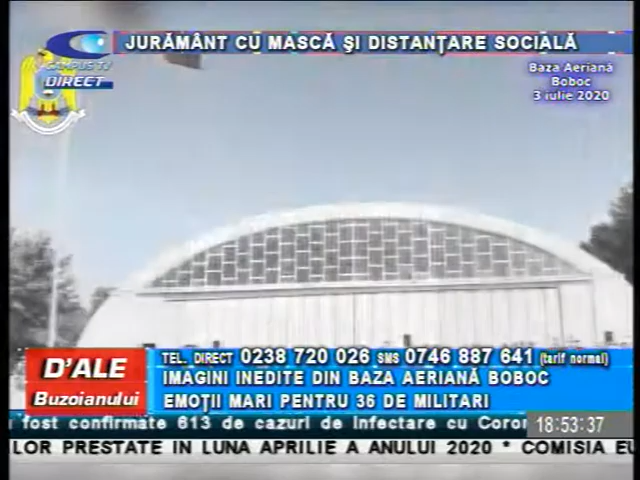 JURĂMÂNT CU MASCĂ ŞI DISTANŢARE SOCIALĂ
CAMPUS TV
DIRECT
Baza Aeriană
Boboc
3 iulie 2020
D'ALE
Buzoianului
TEL. DIRECT 0238 720 026 SMS 0746 887 641 (tarif normal)
IMAGINI INEDITE DIN BAZA AERIANĂ BOBOC
EMOŢII MARI PENTRU 36 DE MILITARI
fost confirmate 613 de cazuri de infectare cu
18:53:37
PRESTATE IN LUNA APRILIE A ANULUI 2020 * COMISIA